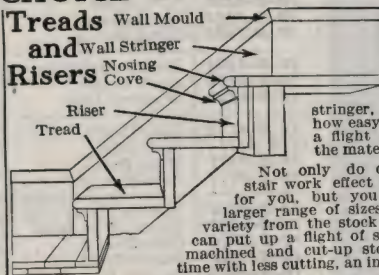 Treads Wall Mould
and Wall Stringer
Risers Nosing
Cove
Riser
Tread
stringer,
how easy
a flight
the mate
Not only do
stair work effect
for you, but you
larger range of sizes
variety from the stock
can put up a flight of s
machined and cut-up st
time with less cutting, an in